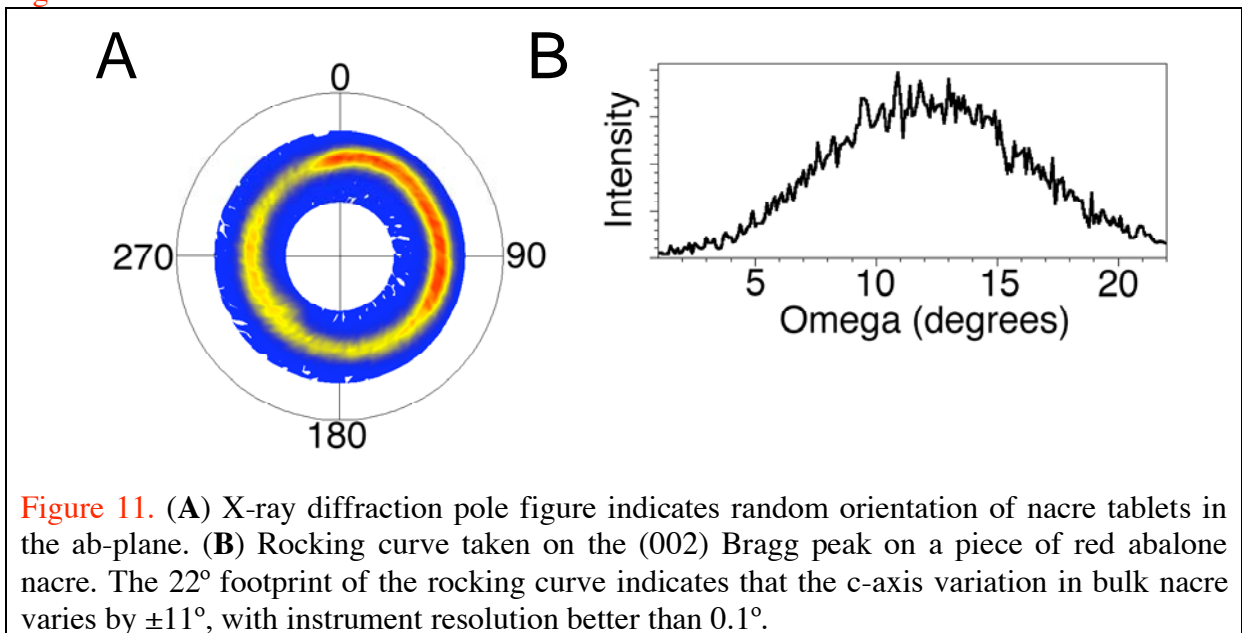 A
B
0
270
90
180
Intensity
5 10 15 20
Omega (degrees)
Figure 11. (A) X-ray diffraction pole figure indicates random orientation of nacre tablets in
the ab-plane. (B) Rocking curve taken on the (002) Bragg peak on a piece of red abalone
nacre. The 22º footprint of the rocking curve indicates that the c-axis variation in bulk nacre
varies by ±11º, with instrument resolution better than 0.1º.